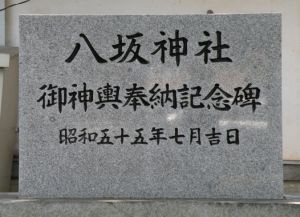 八坂神社
御神輿奉納記念碑
昭和五十五年七月吉日